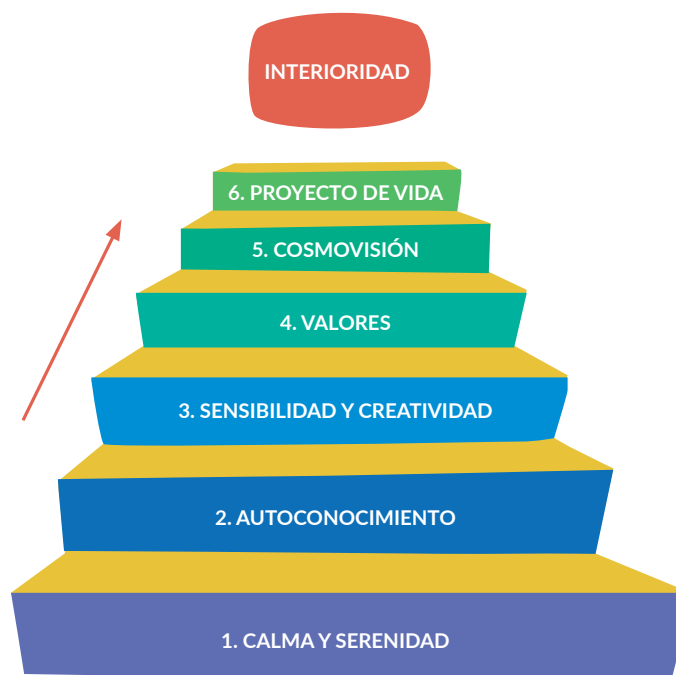 INTERIORIDAD
6. PROYECTO DE VIDA
5. COSMOVISIÓN
4. VALORES
3. SENSIBILIDAD Y CREATIVIDAD
2. AUTOCONOCIMIENTO
1. CALMA Y SERENIDAD